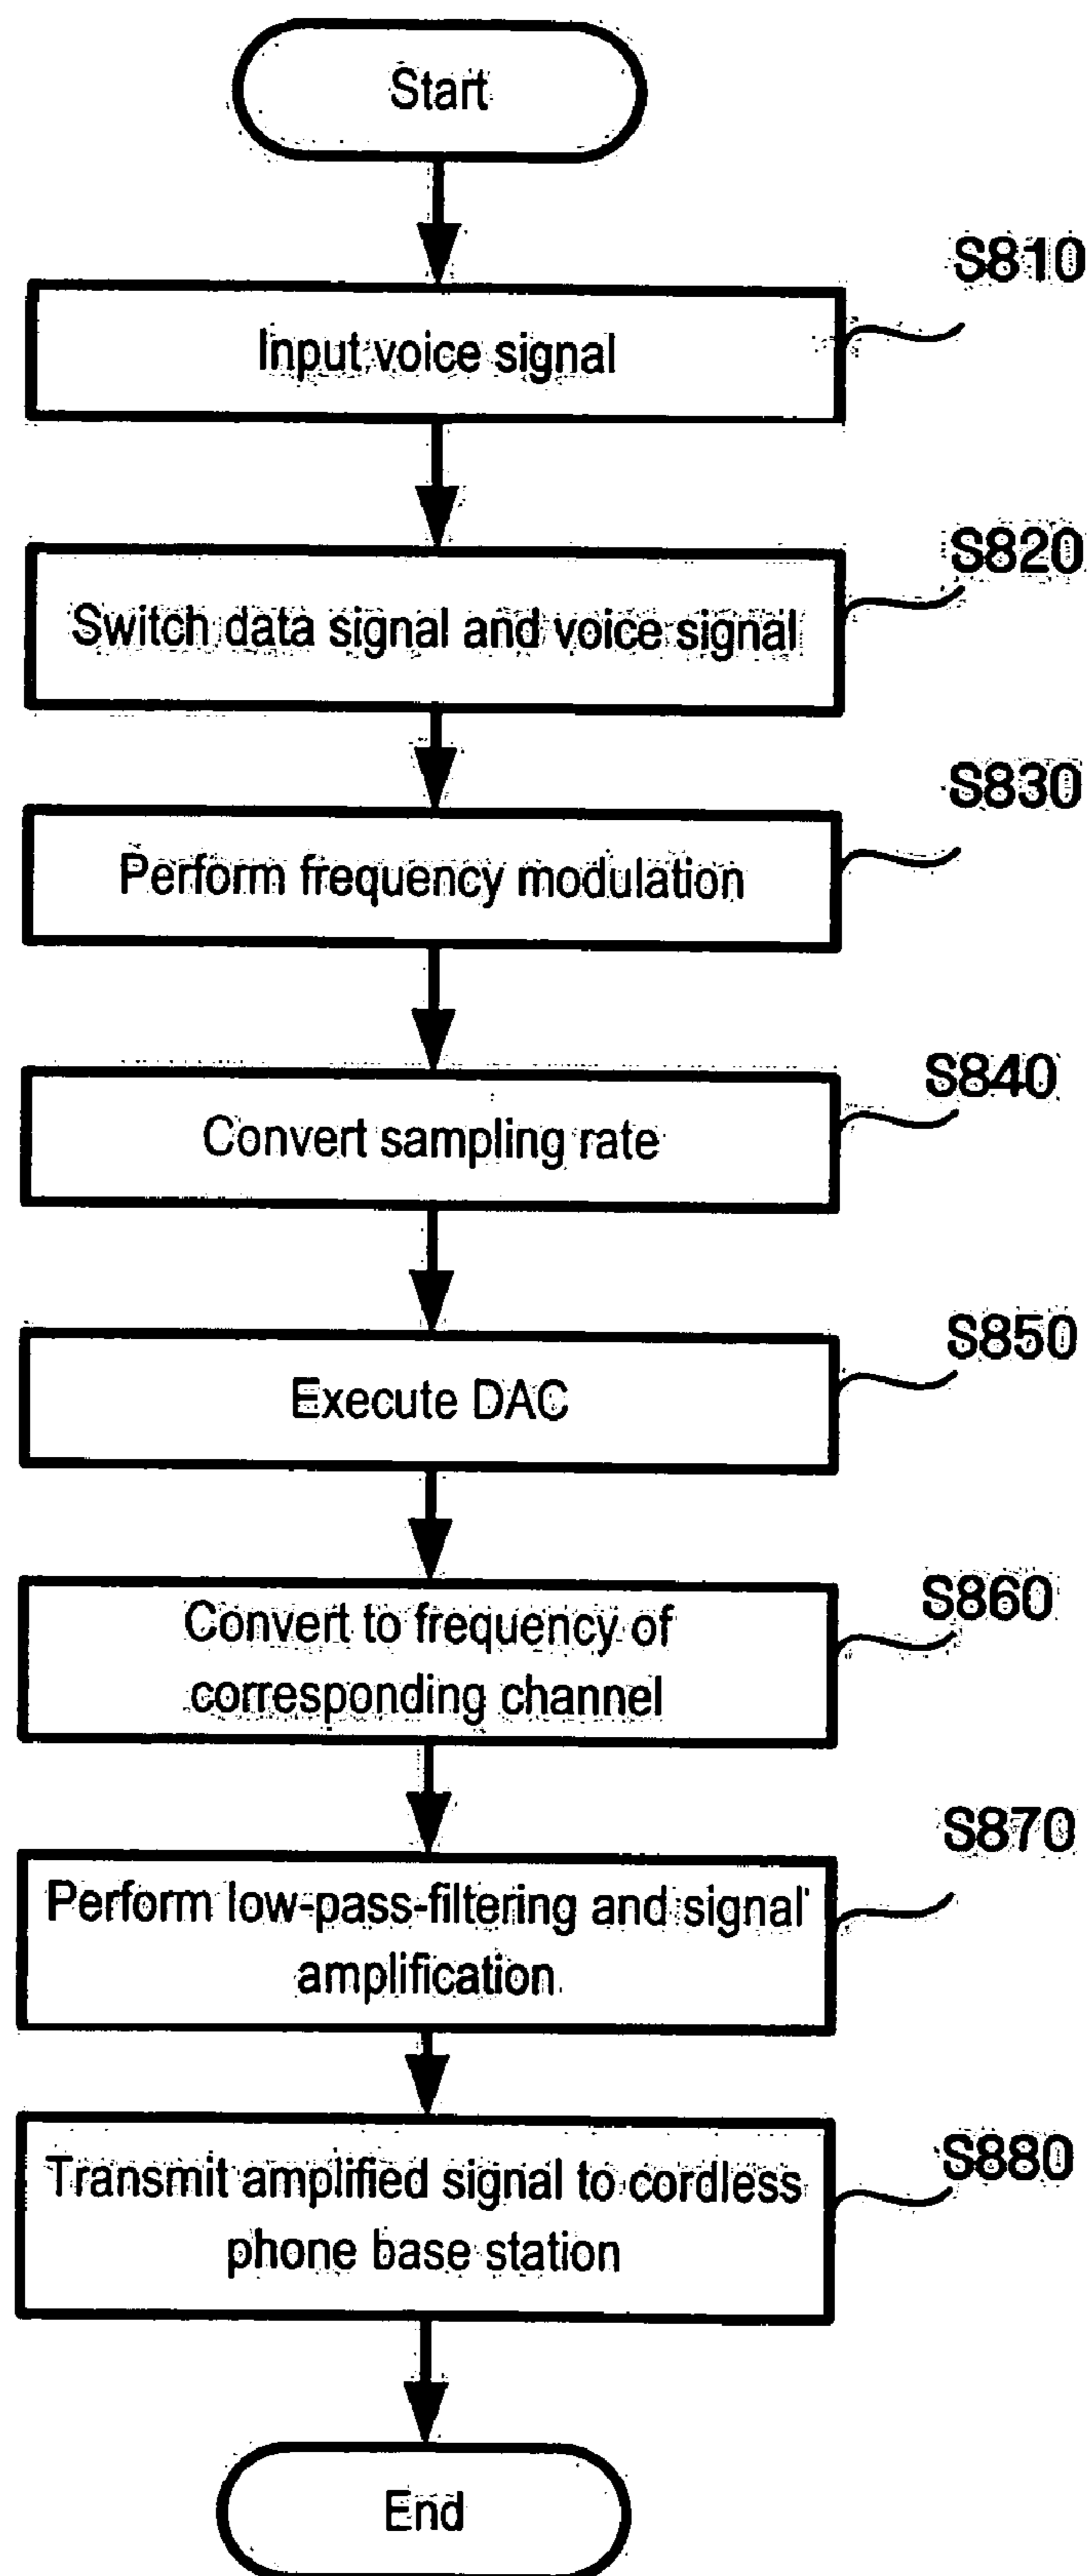 Start
S810
Input voice signal
S820
Switch data signal and voice signal
S830
Perform frequency modulation
S840
Convert sampling rate
S850
Execute DAC
S860
Convert to frequency of
corresponding channel
S870
Perform low-pass-filtering and signal
amplification
S880
Transmit amplified signal to cordless
phone base station
End